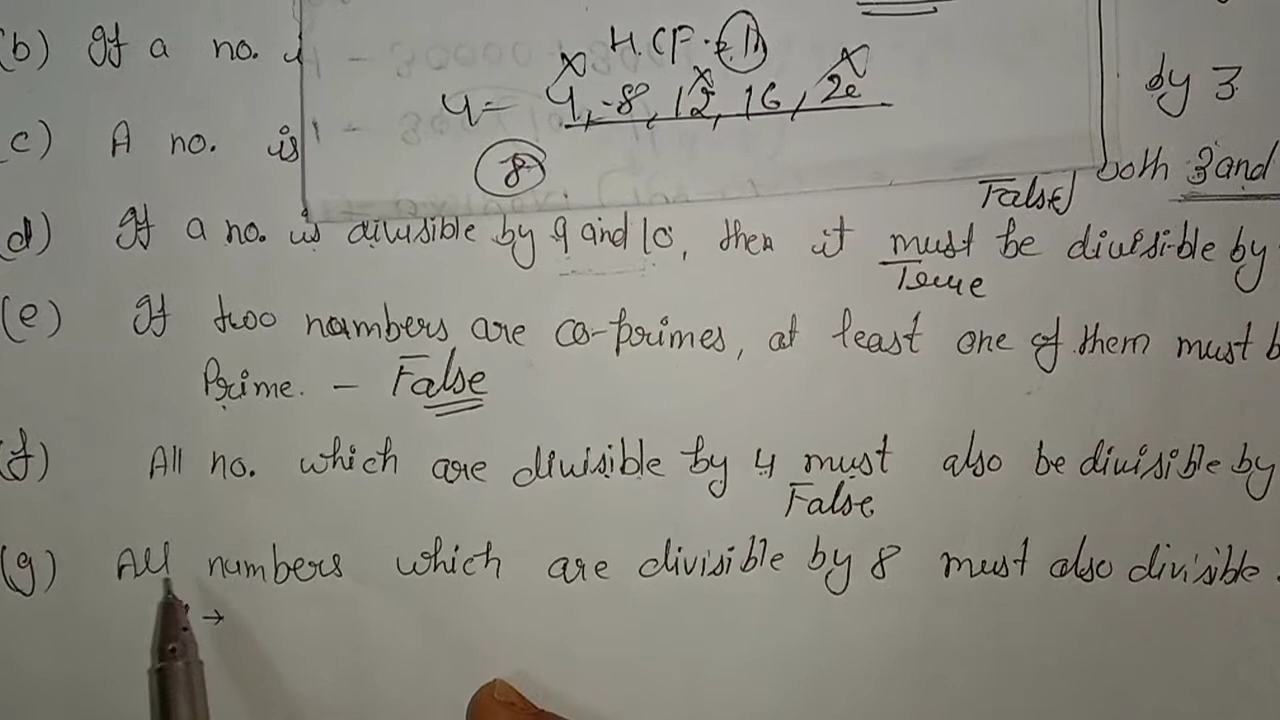 H.C.F. = 1
(b) If a no. i
by 3
4 = 4, 8, 12, 16, 20
(c) A no. is
8
both 3 and
False
(d) If a no. is divisible by 9 and 10, then it must be divisible by
True
(e) If two numbers are co-primes, at least one of them must b
Prime. - False
(f) All no. which are divisible by 4 must also be divisible by
False
(g) All numbers which are divisible by 8 must also divisible.
→